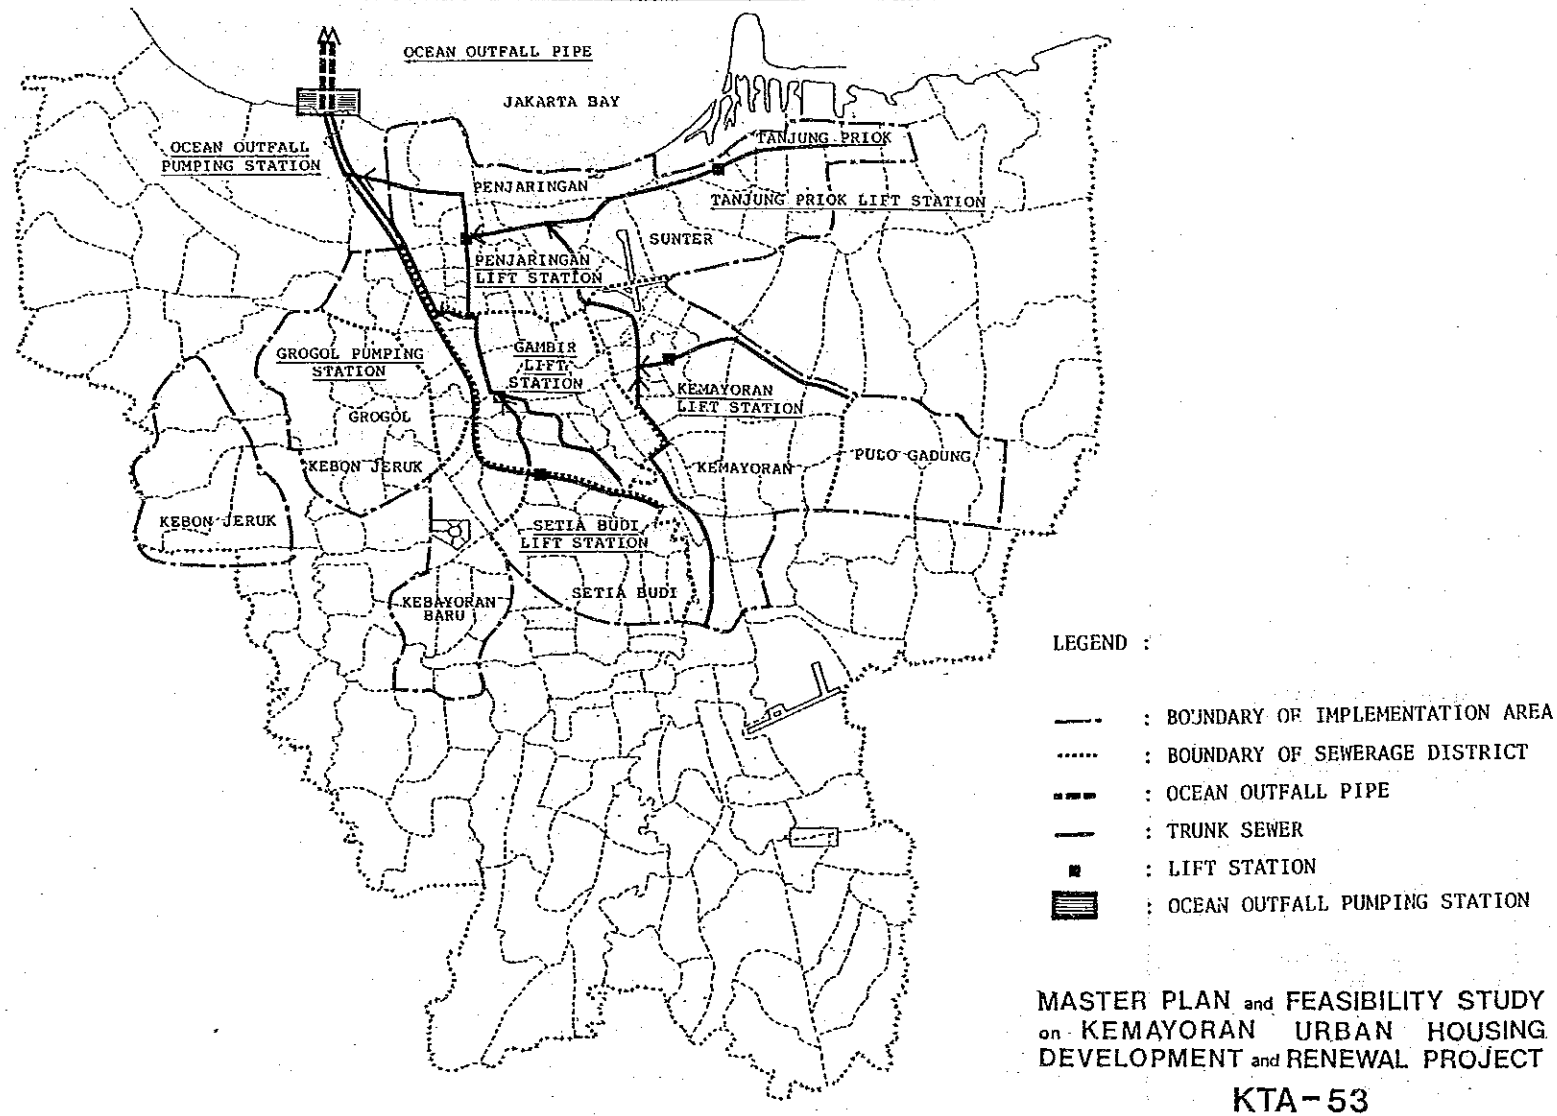 OCEAN OUTFALL PIPE
JAKARTA BAY
OCEAN OUTFALL
PUMPING STATION
TANJUNG PRIOK
PENJARINGAN
TANJUNG PRIOK LIFT STATION
SUNTER
PENJARINGAN
LIFT STATION
GROGOL PUMPING
STATION
GAMBIR
LIFT
STATION
KEMAYORAN
LIFT STATION
GROGOL
KEBON JERUK
KEMAYORAN
PULO GADUNG
KEBON JERUK
SETIA BUDI
LIFT STATION
KEBAYORAN
BARU
SETIA BUDI
LEGEND :
: BOUNDARY OF IMPLEMENTATION AREA
: BOUNDARY OF SEWERAGE DISTRICT
: OCEAN OUTFALL PIPE
: TRUNK SEWER
: LIFT STATION
: OCEAN OUTFALL PUMPING STATION
MASTER PLAN and FEASIBILITY STUDY
on KEMAYORAN URBAN HOUSING
DEVELOPMENT and RENEWAL PROJECT
KTA-53